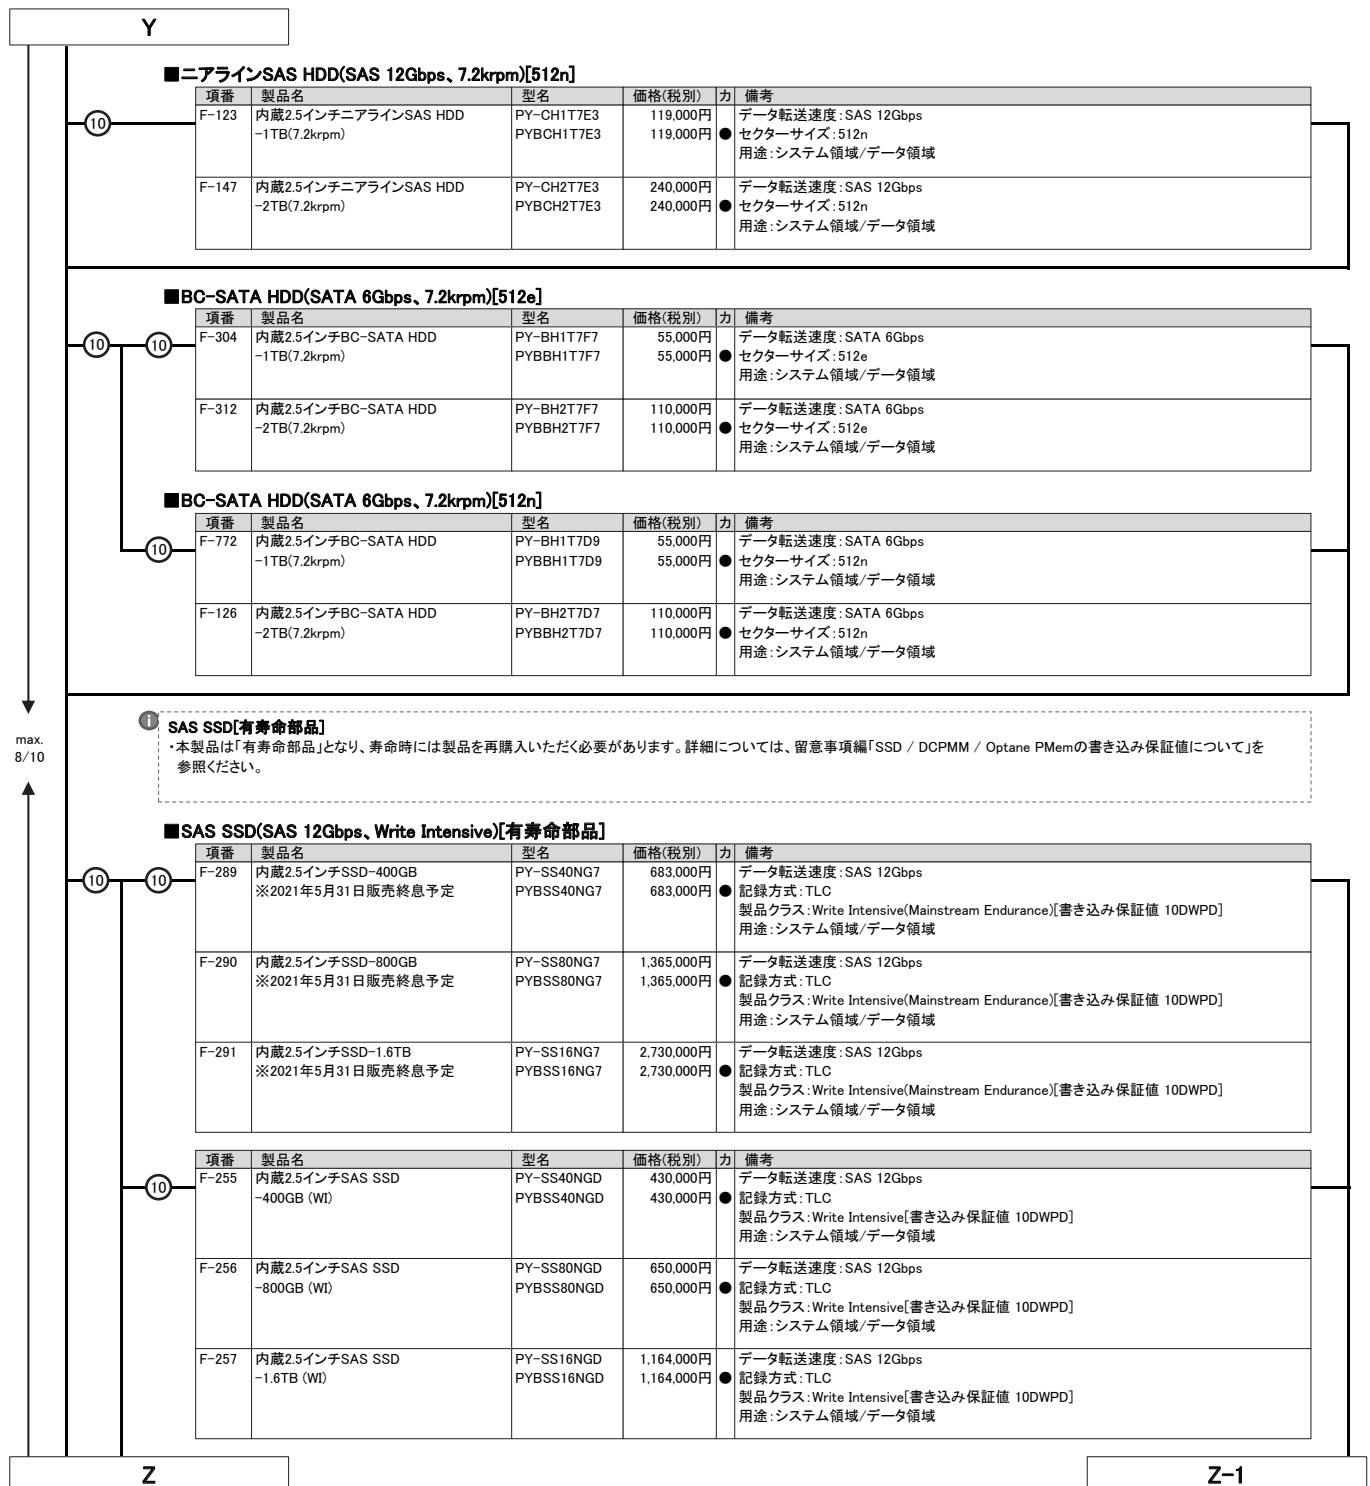 Y
■ニアラインSAS HDD(SAS 12Gbps、7.2krpm)[512n]
項番 製品名 型名 価格(税別) カ 備考
⑩ F-123 内蔵2.5インチニアラインSAS HDD PY-CH1T7E3 119,000円 データ転送速度:SAS 12Gbps
-1TB(7.2krpm) PYBCH1T7E3 119,000円 ● セクターサイズ:512n
用途:システム領域/データ領域
F-147 内蔵2.5インチニアラインSAS HDD PY-CH2T7E3 240,000円 データ転送速度:SAS 12Gbps
-2TB(7.2krpm) PYBCH2T7E3 240,000円 ● セクターサイズ:512n
用途:システム領域/データ領域
■BC-SATA HDD(SATA 6Gbps、7.2krpm)[512e]
項番 製品名 型名 価格(税別) カ 備考
⑩ ⑩ F-304 内蔵2.5インチBC-SATA HDD PY-BH1T7F7 55,000円 データ転送速度:SATA 6Gbps
-1TB(7.2krpm) PYBBH1T7F7 55,000円 ● セクターサイズ:512e
用途:システム領域/データ領域
F-312 内蔵2.5インチBC-SATA HDD PY-BH2T7F7 110,000円 データ転送速度:SATA 6Gbps
-2TB(7.2krpm) PYBBH2T7F7 110,000円 ● セクターサイズ:512e
用途:システム領域/データ領域
■BC-SATA HDD(SATA 6Gbps、7.2krpm)[512n]
項番 製品名 型名 価格(税別) カ 備考
⑩ F-772 内蔵2.5インチBC-SATA HDD PY-BH1T7D9 55,000円 データ転送速度:SATA 6Gbps
-1TB(7.2krpm) PYBBH1T7D9 55,000円 ● セクターサイズ:512n
用途:システム領域/データ領域
F-126 内蔵2.5インチBC-SATA HDD PY-BH2T7D7 110,000円 データ転送速度:SATA 6Gbps
-2TB(7.2krpm) PYBBH2T7D7 110,000円 ● セクターサイズ:512n
用途:システム領域/データ領域
max.
8/10
i SAS SSD[有寿命部品]
・本製品は「有寿命部品」となり、寿命時には製品を再購入いただく必要があります。詳細については、留意事項編「SSD / DCPMM / Optane PMemの書き込み保証値について」を
参照ください。
■SAS SSD(SAS 12Gbps、Write Intensive)[有寿命部品]
項番 製品名 型名 価格(税別) カ 備考
⑩ ⑩ F-289 内蔵2.5インチSSD-400GB PY-SS40NG7 683,000円 データ転送速度:SAS 12Gbps
※2021年5月31日販売終息予定 PYBSS40NG7 683,000円 ● 記録方式:TLC
製品クラス:Write Intensive(Mainstream Endurance)[書き込み保証値 10DWPD]
用途:システム領域/データ領域
F-290 内蔵2.5インチSSD-800GB PY-SS80NG7 1,365,000円 データ転送速度:SAS 12Gbps
※2021年5月31日販売終息予定 PYBSS80NG7 1,365,000円 ● 記録方式:TLC
製品クラス:Write Intensive(Mainstream Endurance)[書き込み保証値 10DWPD]
用途:システム領域/データ領域
F-291 内蔵2.5インチSSD-1.6TB PY-SS16NG7 2,730,000円 データ転送速度:SAS 12Gbps
※2021年5月31日販売終息予定 PYBSS16NG7 2,730,000円 ● 記録方式:TLC
製品クラス:Write Intensive(Mainstream Endurance)[書き込み保証値 10DWPD]
用途:システム領域/データ領域
項番 製品名 型名 価格(税別) カ 備考
⑩ F-255 内蔵2.5インチSAS SSD PY-SS40NGD 430,000円 データ転送速度:SAS 12Gbps
-400GB (WI) PYBSS40NGD 430,000円 ● 記録方式:TLC
製品クラス:Write Intensive[書き込み保証値 10DWPD]
用途:システム領域/データ領域
F-256 内蔵2.5インチSAS SSD PY-SS80NGD 650,000円 データ転送速度:SAS 12Gbps
-800GB (WI) PYBSS80NGD 650,000円 ● 記録方式:TLC
製品クラス:Write Intensive[書き込み保証値 10DWPD]
用途:システム領域/データ領域
F-257 内蔵2.5インチSAS SSD PY-SS16NGD 1,164,000円 データ転送速度:SAS 12Gbps
-1.6TB (WI) PYBSS16NGD 1,164,000円 ● 記録方式:TLC
製品クラス:Write Intensive[書き込み保証値 10DWPD]
用途:システム領域/データ領域
Z Z-1